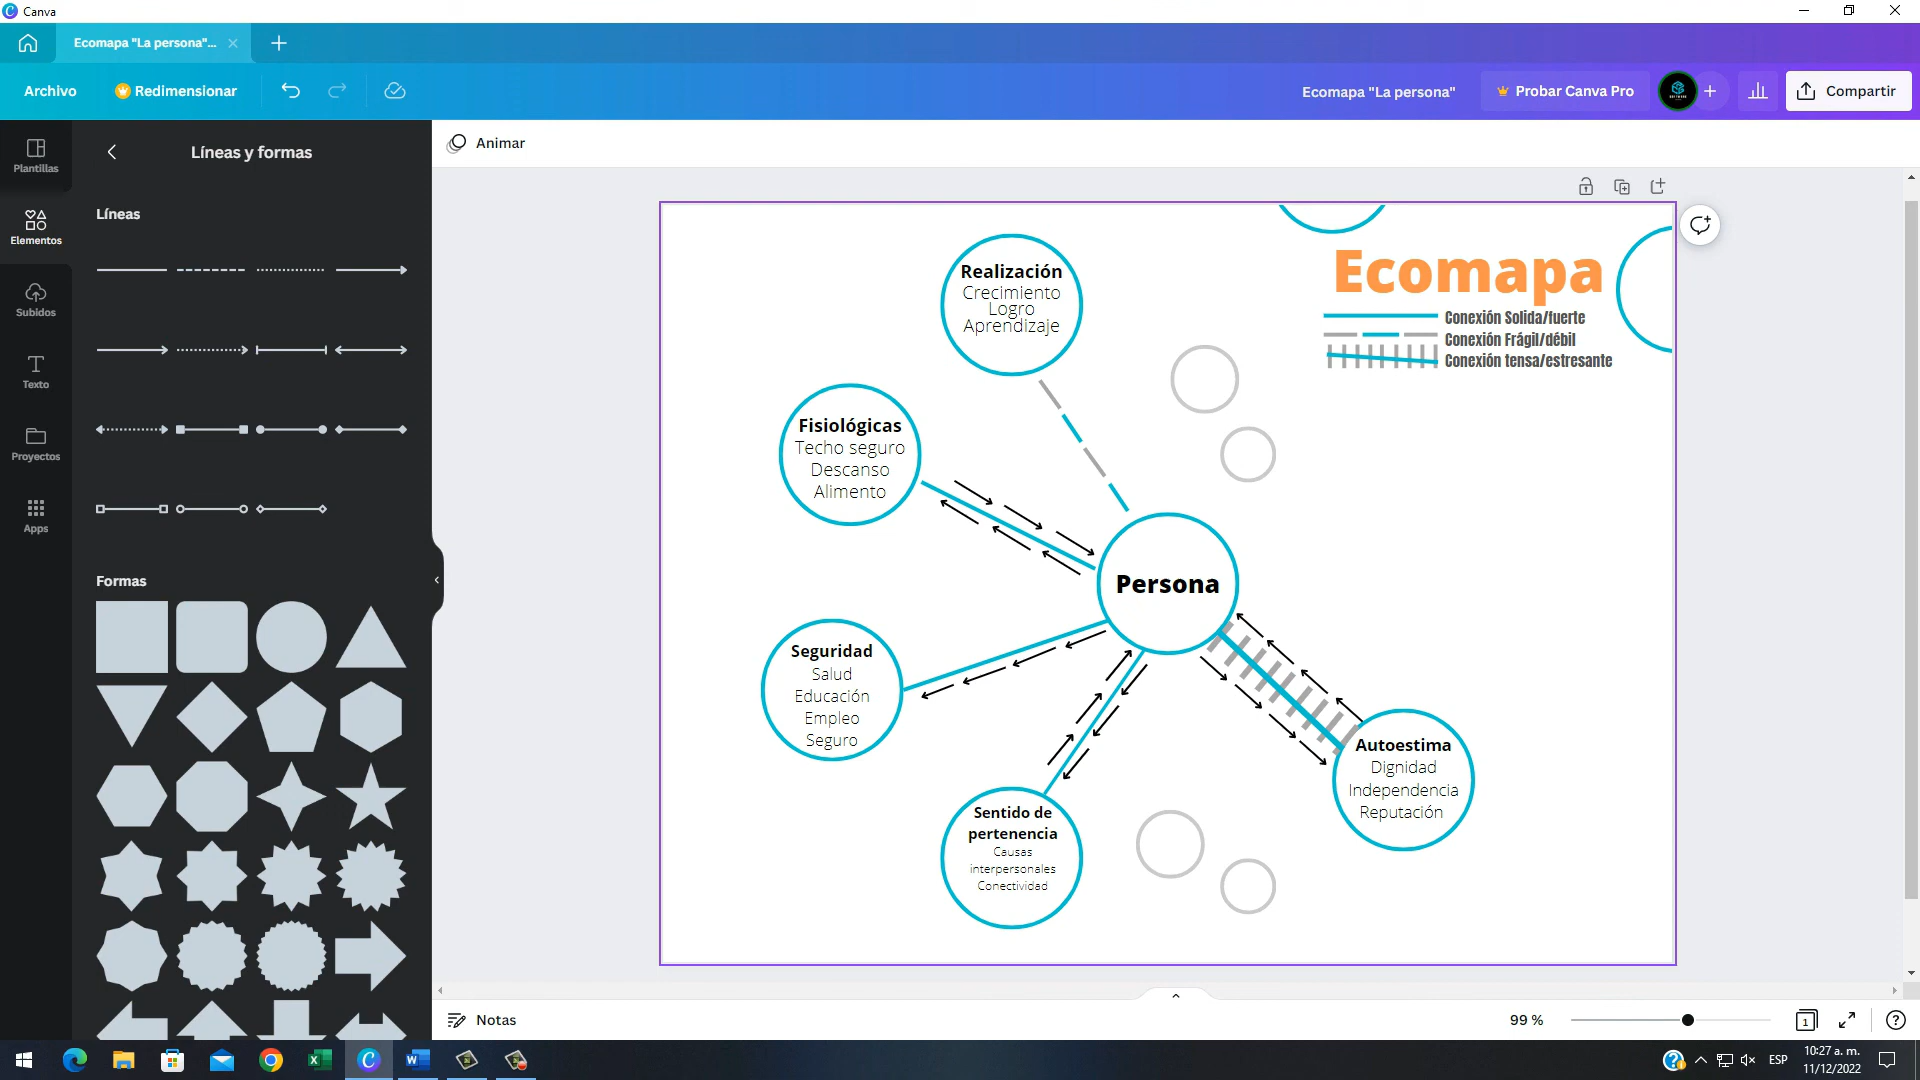 Canva
Ecomapa "La persona"...
Archivo
Redimensionar
Ecomapa "La persona"
Probar Canva Pro
Compartir
Plantillas
Elementos
Subidos
Texto
Proyectos
Apps
Líneas y formas
Líneas
Formas
Animar
Ecomapa
Conexión Solida/fuerte
Conexión Frágil/débil
Conexión tensa/estresante
Realización
Crecimiento
Logro
Aprendizaje
Fisiológicas
Techo seguro
Descanso
Alimento
Persona
Seguridad
Salud
Educación
Empleo
Seguro
Sentido de
pertenencia
Causas
interpersonales
Conectividad
Autoestima
Dignidad
Independencia
Reputación
Notas
99 %
1
ESP
10:27 a. m.
11/12/2022